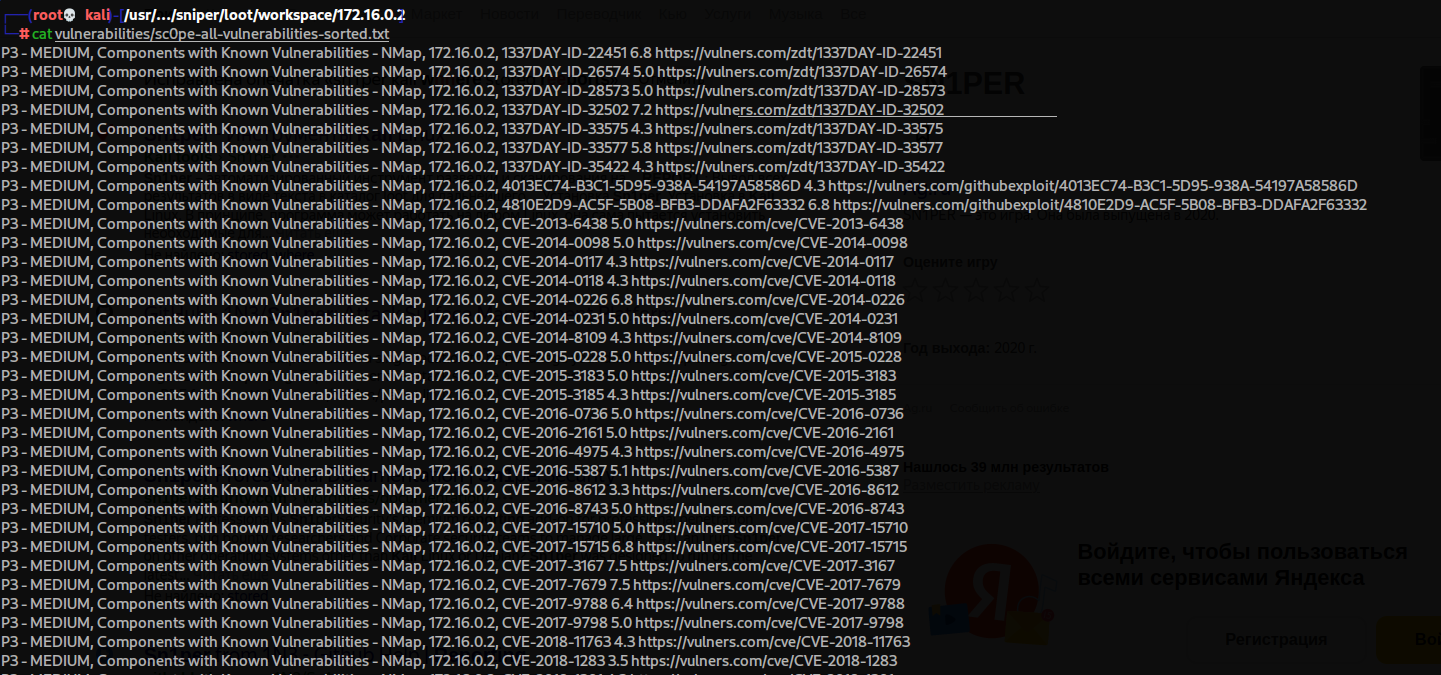 (root💀 kali)-[/usr/…/sniper/loot/workspace/172.16.0.2]
# cat vulnerabilities/sc0pe-all-vulnerabilities-sorted.txt
P3 - MEDIUM, Components with Known Vulnerabilities - NMap, 172.16.0.2, 1337DAY-ID-22451 6.8 https://vulners.com/zdt/1337DAY-ID-22451
P3 - MEDIUM, Components with Known Vulnerabilities - NMap, 172.16.0.2, 1337DAY-ID-26574 5.0 https://vulners.com/zdt/1337DAY-ID-26574
P3 - MEDIUM, Components with Known Vulnerabilities - NMap, 172.16.0.2, 1337DAY-ID-28573 5.0 https://vulners.com/zdt/1337DAY-ID-28573
P3 - MEDIUM, Components with Known Vulnerabilities - NMap, 172.16.0.2, 1337DAY-ID-32502 7.2 https://vulners.com/zdt/1337DAY-ID-32502
P3 - MEDIUM, Components with Known Vulnerabilities - NMap, 172.16.0.2, 1337DAY-ID-33575 4.3 https://vulners.com/zdt/1337DAY-ID-33575
P3 - MEDIUM, Components with Known Vulnerabilities - NMap, 172.16.0.2, 1337DAY-ID-33577 5.8 https://vulners.com/zdt/1337DAY-ID-33577
P3 - MEDIUM, Components with Known Vulnerabilities - NMap, 172.16.0.2, 1337DAY-ID-35422 4.3 https://vulners.com/zdt/1337DAY-ID-35422
P3 - MEDIUM, Components with Known Vulnerabilities - NMap, 172.16.0.2, 4013EC74-B3C1-5D95-938A-54197A58586D 4.3 https://vulners.com/githubexploit/4013EC74-B3C1-5D95-938A-54197A58586D
P3 - MEDIUM, Components with Known Vulnerabilities - NMap, 172.16.0.2, 4810E2D9-AC5F-5B08-BFB3-DDAFA2F63332 6.8 https://vulners.com/githubexploit/4810E2D9-AC5F-5B08-BFB3-DDAFA2F63332
P3 - MEDIUM, Components with Known Vulnerabilities - NMap, 172.16.0.2, CVE-2013-6438 5.0 https://vulners.com/cve/CVE-2013-6438
P3 - MEDIUM, Components with Known Vulnerabilities - NMap, 172.16.0.2, CVE-2014-0098 5.0 https://vulners.com/cve/CVE-2014-0098
P3 - MEDIUM, Components with Known Vulnerabilities - NMap, 172.16.0.2, CVE-2014-0117 4.3 https://vulners.com/cve/CVE-2014-0117
P3 - MEDIUM, Components with Known Vulnerabilities - NMap, 172.16.0.2, CVE-2014-0118 4.3 https://vulners.com/cve/CVE-2014-0118
P3 - MEDIUM, Components with Known Vulnerabilities - NMap, 172.16.0.2, CVE-2014-0226 6.8 https://vulners.com/cve/CVE-2014-0226
P3 - MEDIUM, Components with Known Vulnerabilities - NMap, 172.16.0.2, CVE-2014-0231 5.0 https://vulners.com/cve/CVE-2014-0231
P3 - MEDIUM, Components with Known Vulnerabilities - NMap, 172.16.0.2, CVE-2014-8109 4.3 https://vulners.com/cve/CVE-2014-8109
P3 - MEDIUM, Components with Known Vulnerabilities - NMap, 172.16.0.2, CVE-2015-0228 5.0 https://vulners.com/cve/CVE-2015-0228
P3 - MEDIUM, Components with Known Vulnerabilities - NMap, 172.16.0.2, CVE-2015-3183 5.0 https://vulners.com/cve/CVE-2015-3183
P3 - MEDIUM, Components with Known Vulnerabilities - NMap, 172.16.0.2, CVE-2015-3185 4.3 https://vulners.com/cve/CVE-2015-3185
P3 - MEDIUM, Components with Known Vulnerabilities - NMap, 172.16.0.2, CVE-2016-0736 5.0 https://vulners.com/cve/CVE-2016-0736
P3 - MEDIUM, Components with Known Vulnerabilities - NMap, 172.16.0.2, CVE-2016-2161 5.0 https://vulners.com/cve/CVE-2016-2161
P3 - MEDIUM, Components with Known Vulnerabilities - NMap, 172.16.0.2, CVE-2016-4975 4.3 https://vulners.com/cve/CVE-2016-4975
P3 - MEDIUM, Components with Known Vulnerabilities - NMap, 172.16.0.2, CVE-2016-5387 5.1 https://vulners.com/cve/CVE-2016-5387
P3 - MEDIUM, Components with Known Vulnerabilities - NMap, 172.16.0.2, CVE-2016-8612 3.3 https://vulners.com/cve/CVE-2016-8612
P3 - MEDIUM, Components with Known Vulnerabilities - NMap, 172.16.0.2, CVE-2016-8743 5.0 https://vulners.com/cve/CVE-2016-8743
P3 - MEDIUM, Components with Known Vulnerabilities - NMap, 172.16.0.2, CVE-2017-15710 5.0 https://vulners.com/cve/CVE-2017-15710
P3 - MEDIUM, Components with Known Vulnerabilities - NMap, 172.16.0.2, CVE-2017-15715 6.8 https://vulners.com/cve/CVE-2017-15715
P3 - MEDIUM, Components with Known Vulnerabilities - NMap, 172.16.0.2, CVE-2017-3167 7.5 https://vulners.com/cve/CVE-2017-3167
P3 - MEDIUM, Components with Known Vulnerabilities - NMap, 172.16.0.2, CVE-2017-7679 7.5 https://vulners.com/cve/CVE-2017-7679
P3 - MEDIUM, Components with Known Vulnerabilities - NMap, 172.16.0.2, CVE-2017-9788 6.4 https://vulners.com/cve/CVE-2017-9788
P3 - MEDIUM, Components with Known Vulnerabilities - NMap, 172.16.0.2, CVE-2017-9798 5.0 https://vulners.com/cve/CVE-2017-9798
P3 - MEDIUM, Components with Known Vulnerabilities - NMap, 172.16.0.2, CVE-2018-11763 4.3 https://vulners.com/cve/CVE-2018-11763
P3 - MEDIUM, Components with Known Vulnerabilities - NMap, 172.16.0.2, CVE-2018-1283 3.5 https://vulners.com/cve/CVE-2018-1283
Оцените игру
Год выхода: 2020 г.
Нашлось 39 млн результатов
Разместить рекламу
Войдите, чтобы пользоваться
всеми сервисами Яндекса
Регистрация